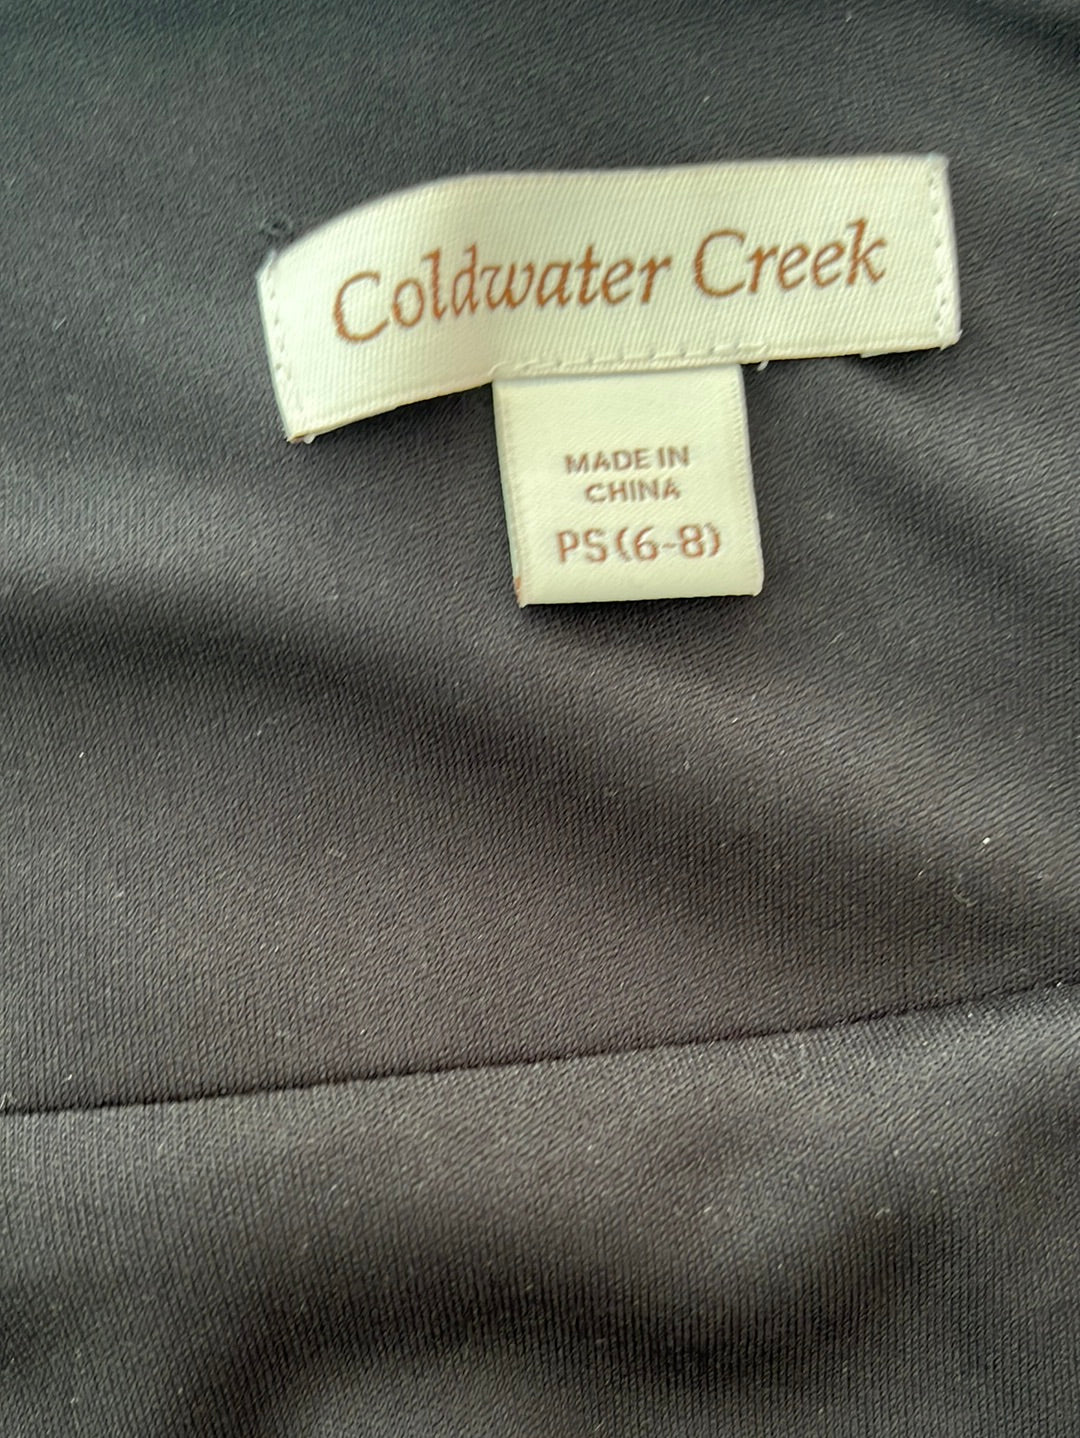 Coldwater Creek
MADE IN
CHINA
PS(6-8)